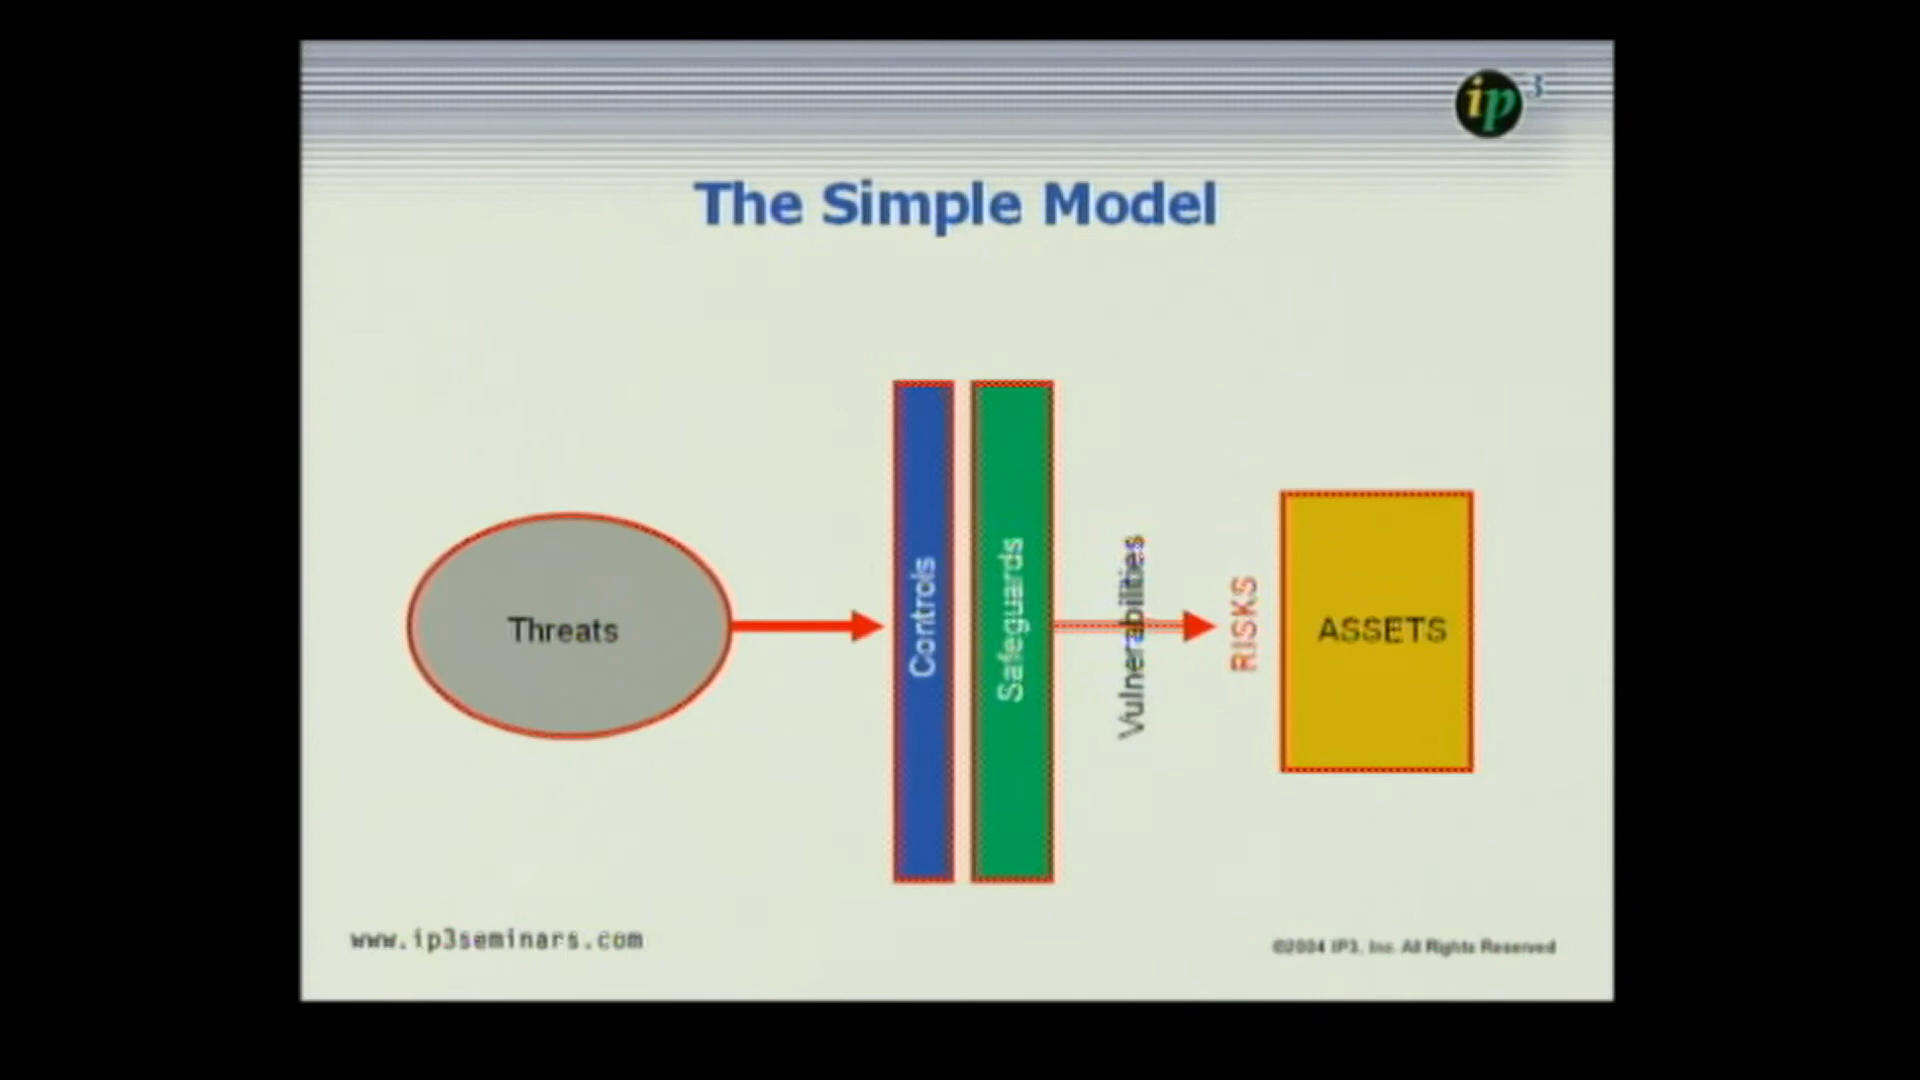 ip3
The Simple Model
Threats
Controls
Safeguards
Vulnerabilities
RISKS
ASSETS
www.ip3seminars.com
©2004 IP3, Inc. All Rights Reserved